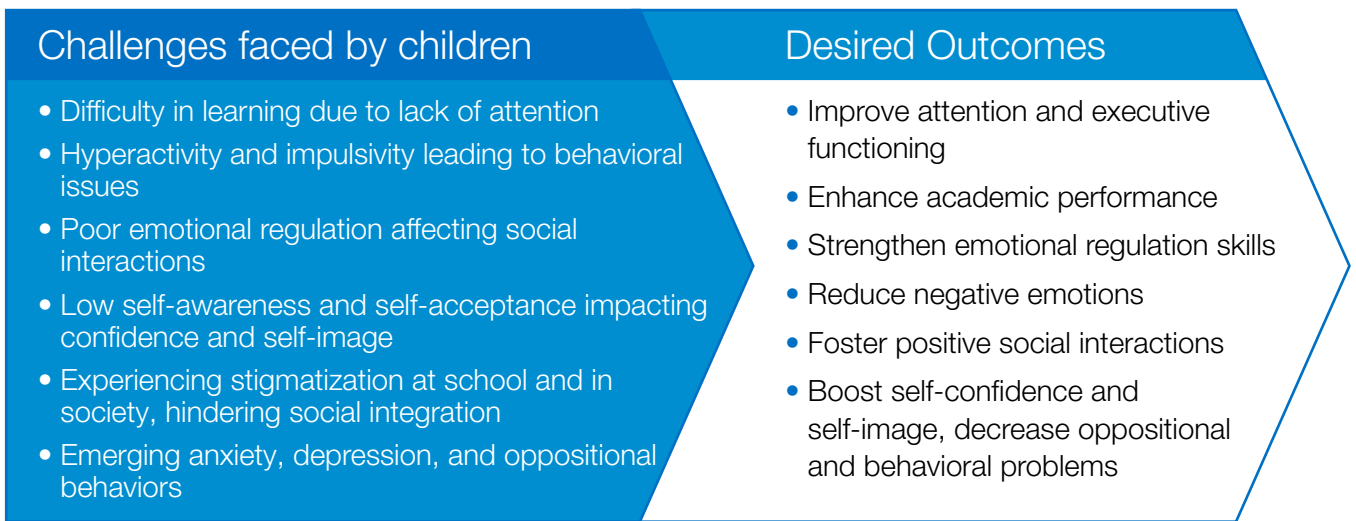 Challenges faced by children
• Difficulty in learning due to lack of attention
• Hyperactivity and impulsivity leading to behavioral
issues
• Poor emotional regulation affecting social
interactions
• Low self-awareness and self-acceptance impacting
confidence and self-image
• Experiencing stigmatization at school and in
society, hindering social integration
• Emerging anxiety, depression, and oppositional
behaviors
Desired Outcomes
• Improve attention and executive
functioning
• Enhance academic performance
• Strengthen emotional regulation skills
• Reduce negative emotions
• Foster positive social interactions
• Boost self-confidence and
self-image, decrease oppositional
and behavioral problems